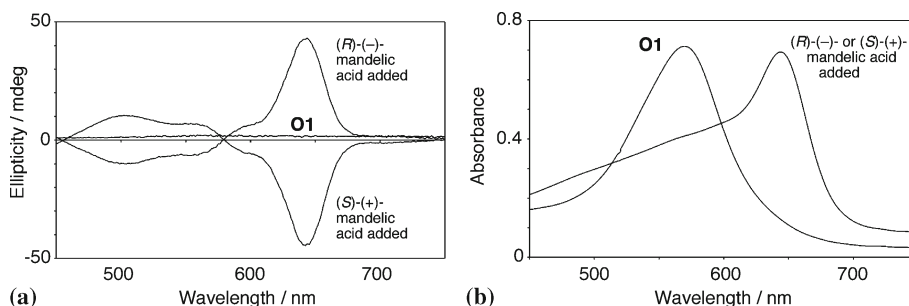 50
(R)-(−)-
mandelic
acid added
O1
0
(S)-(+)-
mandelic
acid added
-50
500
600
700
Ellipticity / mdeg
(a)
Wavelength / nm
0.8
O1
(R)-(−)- or (S)-(+)-
mandelic acid
added
0.4
0
500
600
700
Absorbance
(b)
Wavelength / nm